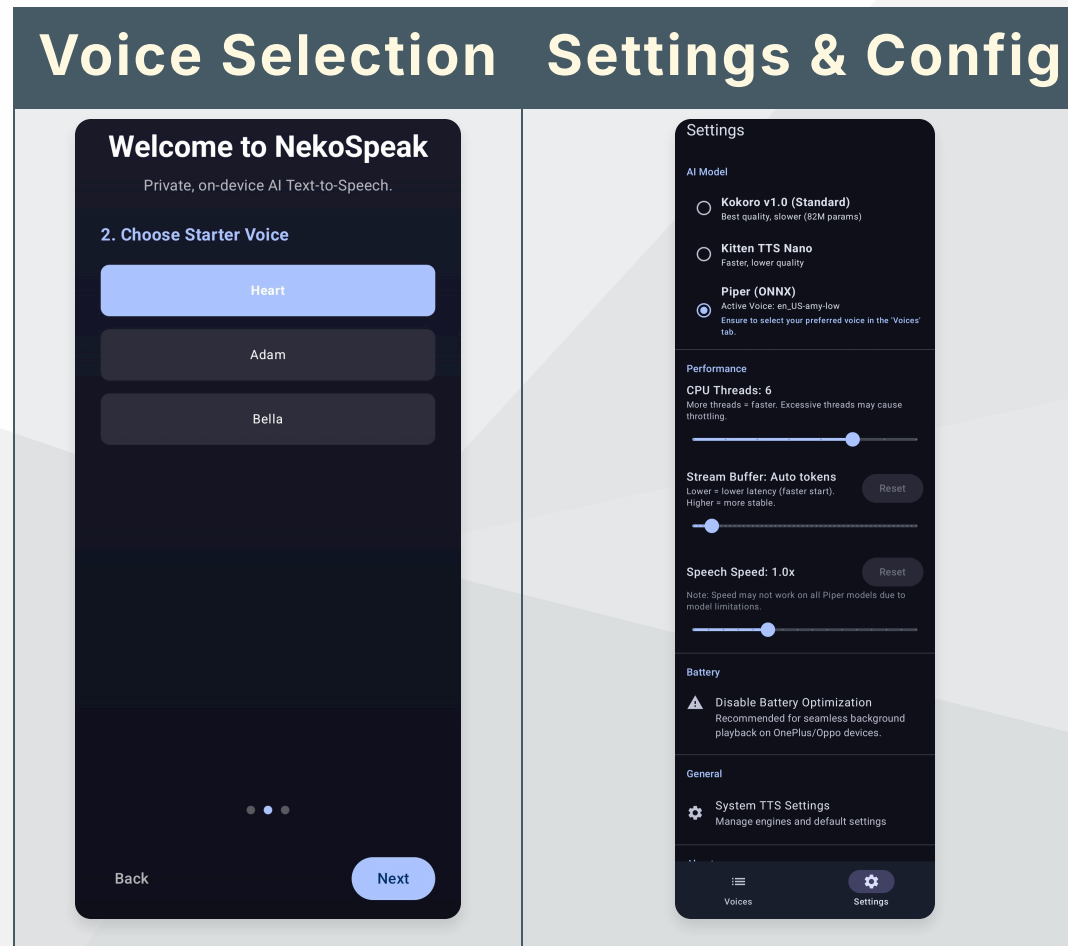 Voice Selection
Settings & Config
Welcome to NekoSpeak
Private, on-device AI Text-to-Speech.
2. Choose Starter Voice
Heart
Adam
Bella
Back
Next
Settings
AI Model
Kokoro v1.0 (Standard)
Best quality, slower (82M params)
Kitten TTS Nano
Faster, lower quality
Piper (ONNX)
Active Voice: en_US-amy-low
Ensure to select your preferred voice in the 'Voices'
tab.
Performance
CPU Threads: 6
More threads = faster. Excessive threads may cause
throttling.
Stream Buffer: Auto tokens
Lower = lower latency (faster start).
Higher = more stable.
Reset
Speech Speed: 1.0x
Reset
Note: Speed may not work on all Piper models due to
model limitations.
Battery
Disable Battery Optimization
Recommended for seamless background
playback on OnePlus/Oppo devices.
General
System TTS Settings
Manage engines and default settings
Voices
Settings